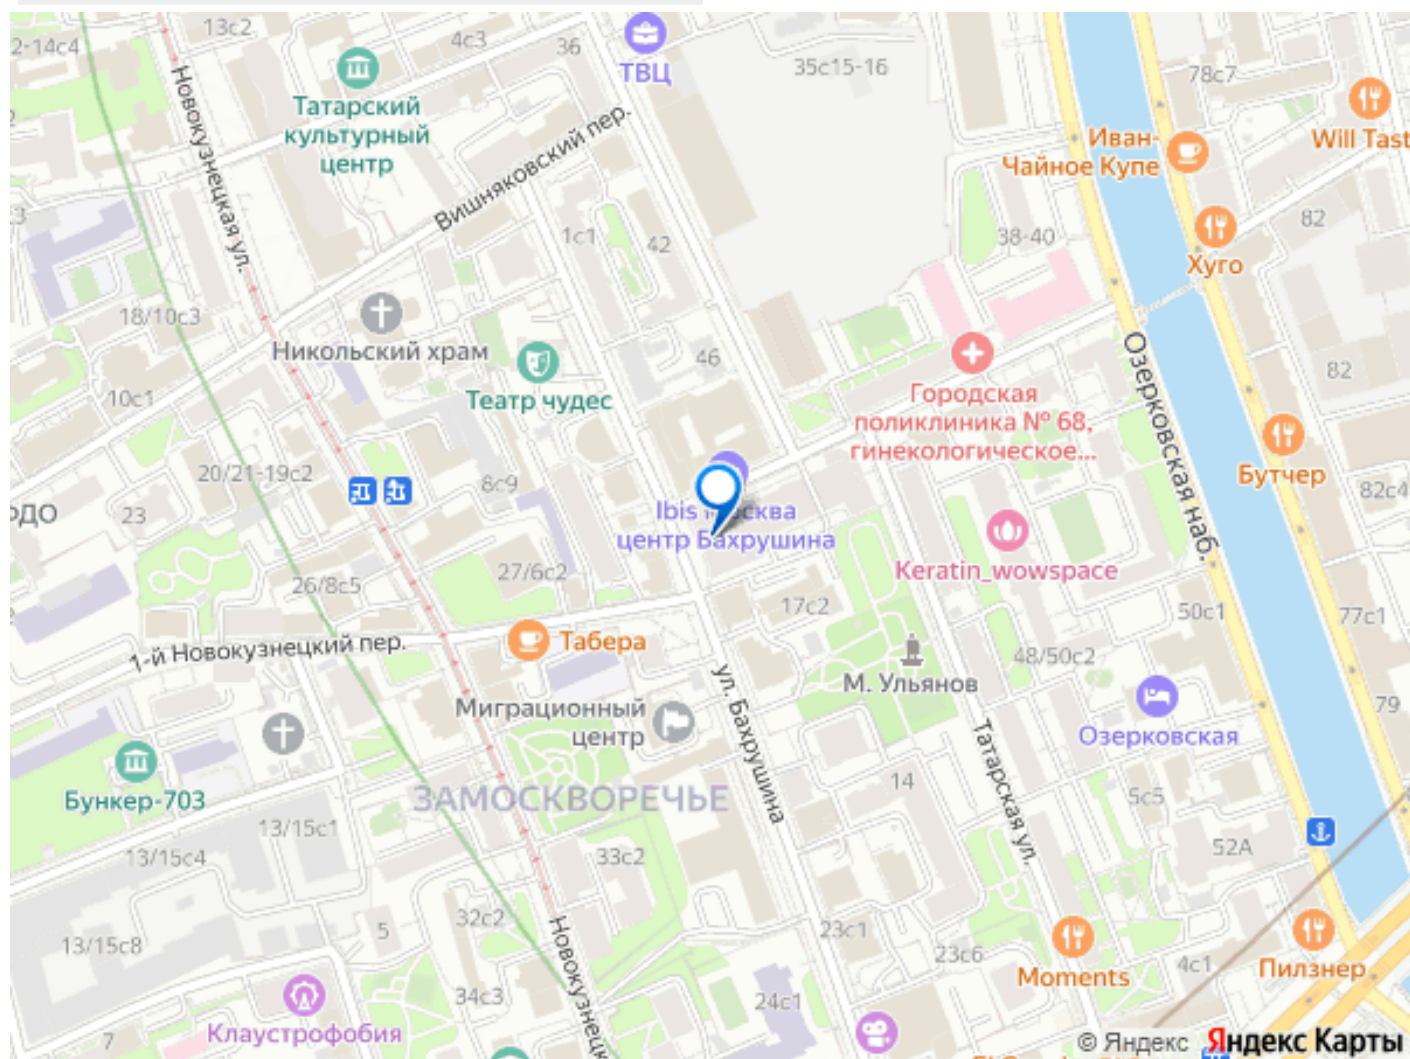 2-14с4
13с2
4с3
36
ТВЦ
35с15-16
78с7
Новокузнецкая ул.
Татарский
культурный
центр
Вишняковский пер.
Иван-
Чайное Купе
Will Tast
1с1
42
38-40
82
Хуго
18/10с3
Никольский храм
46
Озерковская наб.
82
10с1
Театр чудес
Городская
поликлиника № 68,
гинекологическое...
Бутчер
20/21-19с2
8с9
82с4
ОДО
23
Ibis Москва
центр Бахрушина
26/8с5
27/6с2
Keratin_wowspace
17с2
50с1
77с1
1-й Новокузнецкий пер.
Табера
48/50с2
М. Ульянов
ул. Бахрушина
Миграционный
центр
79
Озерковская
Татарская ул.
Бункер-703
ЗАМОСКВОРЕЧЬЕ
14
5с5
13/15с1
13/15с4
33с2
52А
32с2
5
13/15с8
Новокузнецк
23с1
23с6
Moments
4с1
Пилзнер
34с3
24с1
7
Клаустрофобия
© Яндекс Яндекс Карты